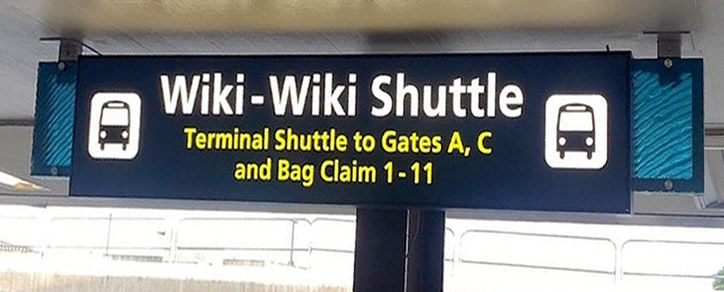 Wiki-Wiki Shuttle
Terminal Shuttle to Gates A, C
and Bag Claim 1-11